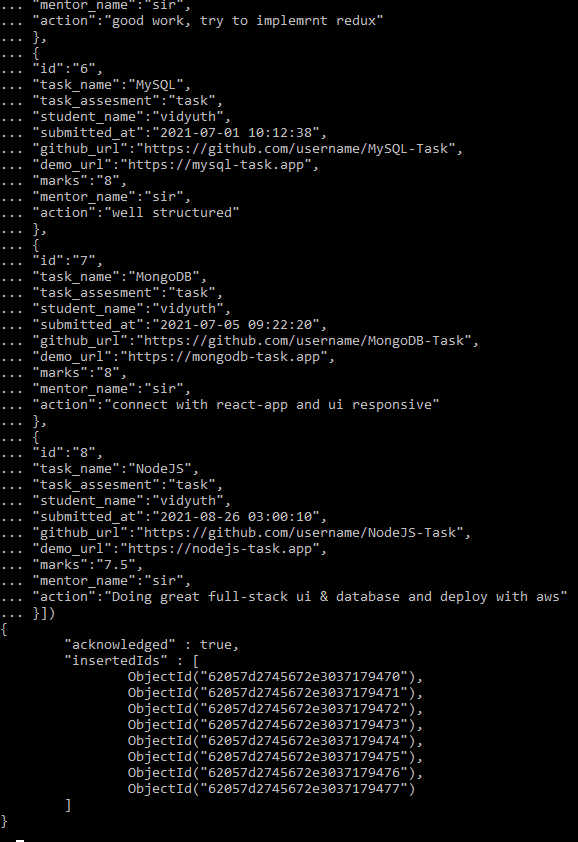 ... "mentor_name":"sir",
... "action":"good work, try to implemrnt redux"
... },
... {
... "id":"6",
... "task_name":"MySQL",
... "task_assesment":"task",
... "student_name":"vidyuth",
... "submitted_at":"2021-07-01 10:12:38",
... "github_url":"https://github.com/username/MySQL-Task",
... "demo_url":"https://mysql-task.app",
... "marks":"8",
... "mentor_name":"sir",
... "action":"well structured"
... },
... {
... "id":"7",
... "task_name":"MongoDB",
... "task_assesment":"task",
... "student_name":"vidyuth",
... "submitted_at":"2021-07-05 09:22:20",
... "github_url":"https://github.com/username/MongoDB-Task",
... "demo_url":"https://mongodb-task.app",
... "marks":"8",
... "mentor_name":"sir",
... "action":"connect with react-app and ui responsive"
... },
... {
... "id":"8",
... "task_name":"NodeJS",
... "task_assesment":"task",
... "student_name":"vidyuth",
... "submitted_at":"2021-08-26 03:00:10",
... "github_url":"https://github.com/username/NodeJS-Task",
... "demo_url":"https://nodejs-task.app",
... "marks":"7.5",
... "mentor_name":"sir",
... "action":"Doing great full-stack ui & database and deploy with aws"
... }])
{
        "acknowledged" : true,
        "insertedIds" : [
                ObjectId("62057d2745672e3037179470"),
                ObjectId("62057d2745672e3037179471"),
                ObjectId("62057d2745672e3037179472"),
                ObjectId("62057d2745672e3037179473"),
                ObjectId("62057d2745672e3037179474"),
                ObjectId("62057d2745672e3037179475"),
                ObjectId("62057d2745672e3037179476"),
                ObjectId("62057d2745672e3037179477")
        ]
}